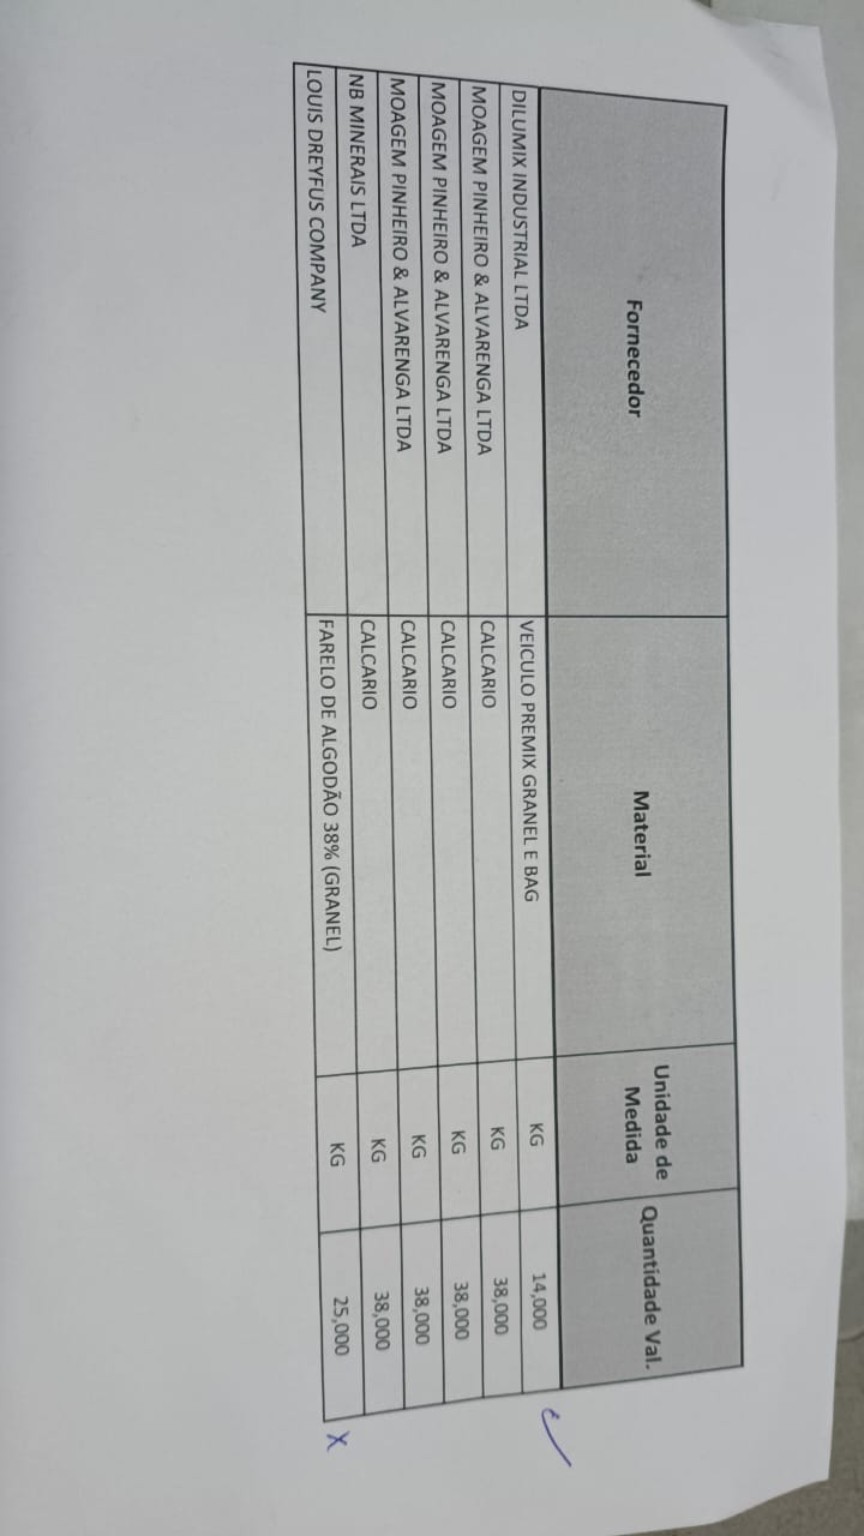 Fornecedor Material Unidade de Medida Quantidade Val.
DILUMIX INDUSTRIAL LTDA VEICULO PREMIX GRANEL E BAG KG 14,000
MOAGEM PINHEIRO & ALVARENGA LTDA CALCARIO KG 38,000
MOAGEM PINHEIRO & ALVARENGA LTDA CALCARIO KG 38,000
MOAGEM PINHEIRO & ALVARENGA LTDA CALCARIO KG 38,000
NB MINERAIS LTDA CALCARIO KG 38,000
LOUIS DREYFUS COMPANY FARELO DE ALGODÃO 38% (GRANEL) KG 25,000 X